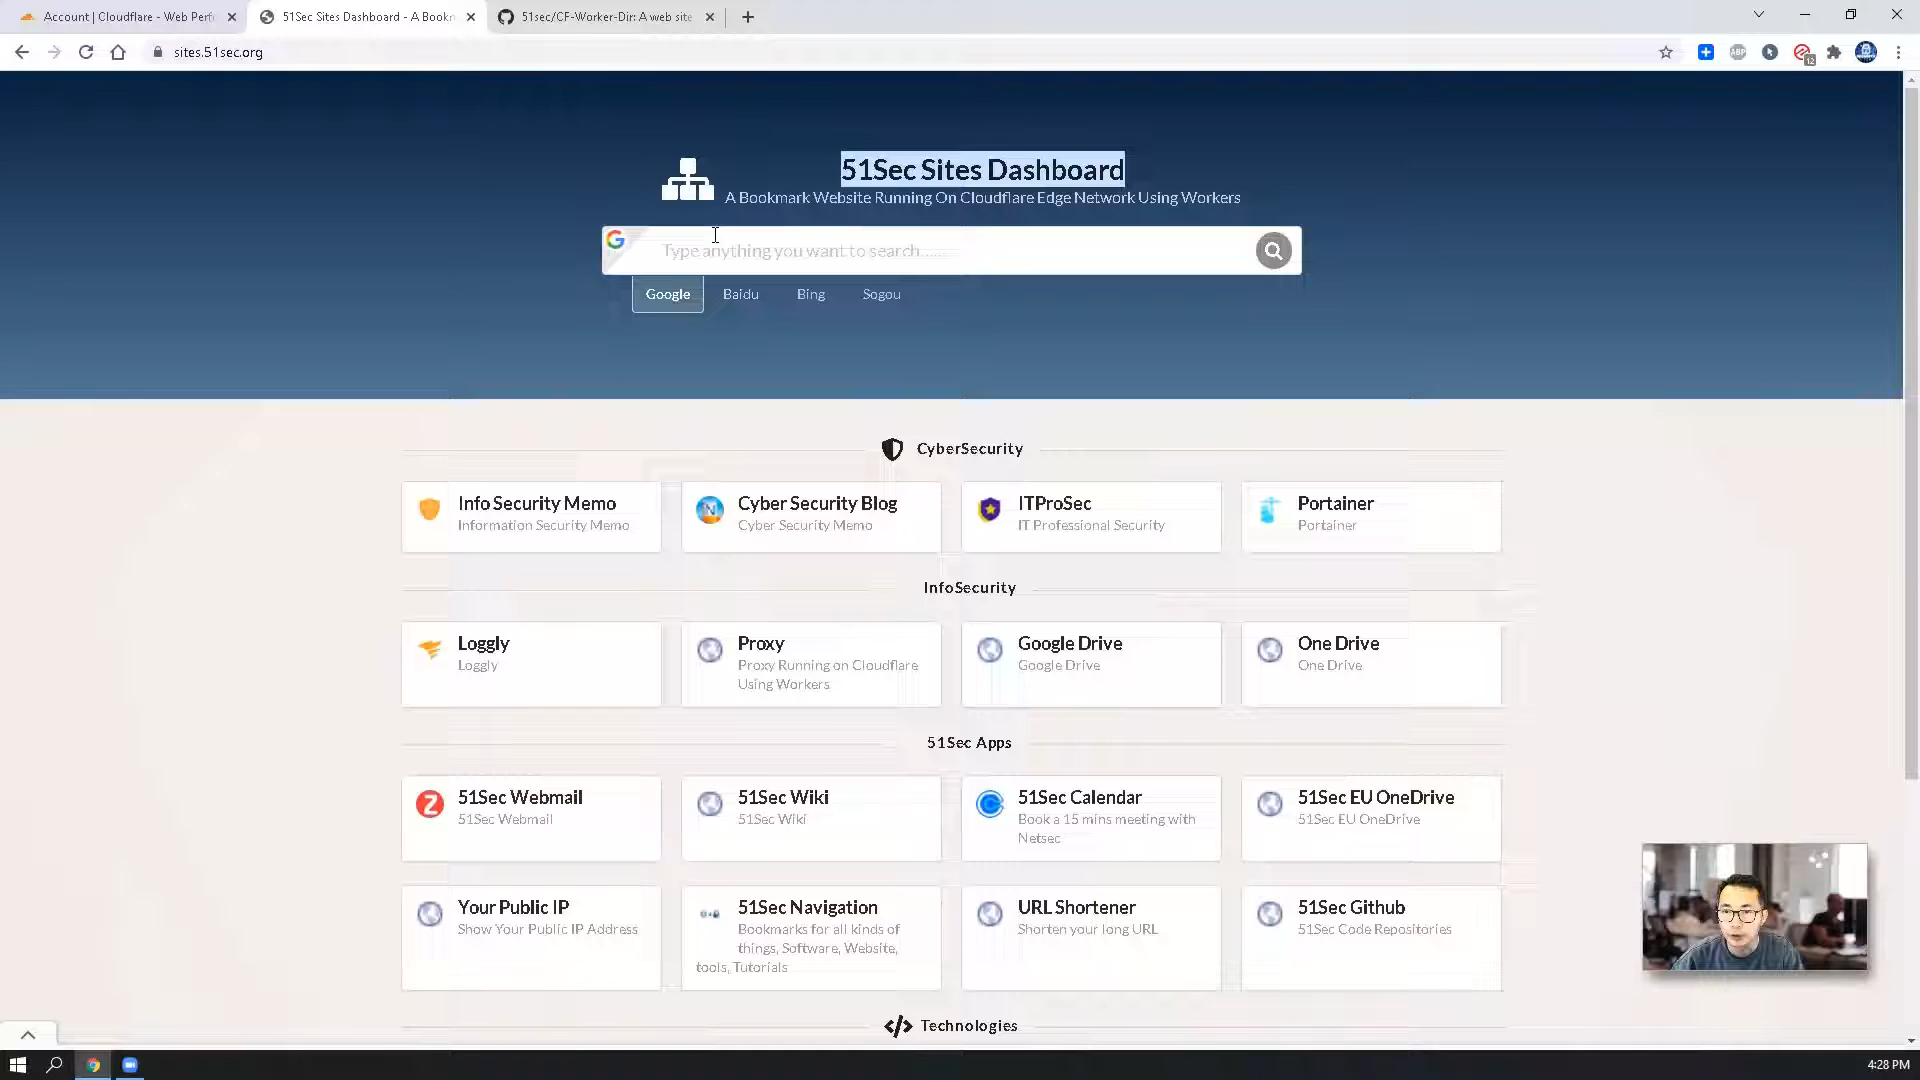 Account | Cloudflare - Web Perf
51Sec Sites Dashboard - A Bookm
51sec/CF-Worker-Dir: A web site
sites.51sec.org
ABP
12
51Sec Sites Dashboard
A Bookmark Website Running On Cloudflare Edge Network Using Workers
Type anything you want to search.......
Google Baidu Bing Sogou
CyberSecurity
Info Security Memo
Information Security Memo
Cyber Security Blog
Cyber Security Memo
ITProSec
IT Professional Security
Portainer
Portainer
InfoSecurity
Loggly
Loggly
Proxy
Proxy Running on Cloudflare
Using Workers
Google Drive
Google Drive
One Drive
One Drive
51Sec Apps
51Sec Webmail
51Sec Webmail
51Sec Wiki
51Sec Wiki
51Sec Calendar
Book a 15 mins meeting with
Netsec
51Sec EU OneDrive
51Sec EU OneDrive
Your Public IP
Show Your Public IP Address
51Sec Navigation
Bookmarks for all kinds of
things, Software, Website,
tools, Tutorials
URL Shortener
Shorten your long URL
51Sec Github
51Sec Code Repositories
Technologies
4:28 PM